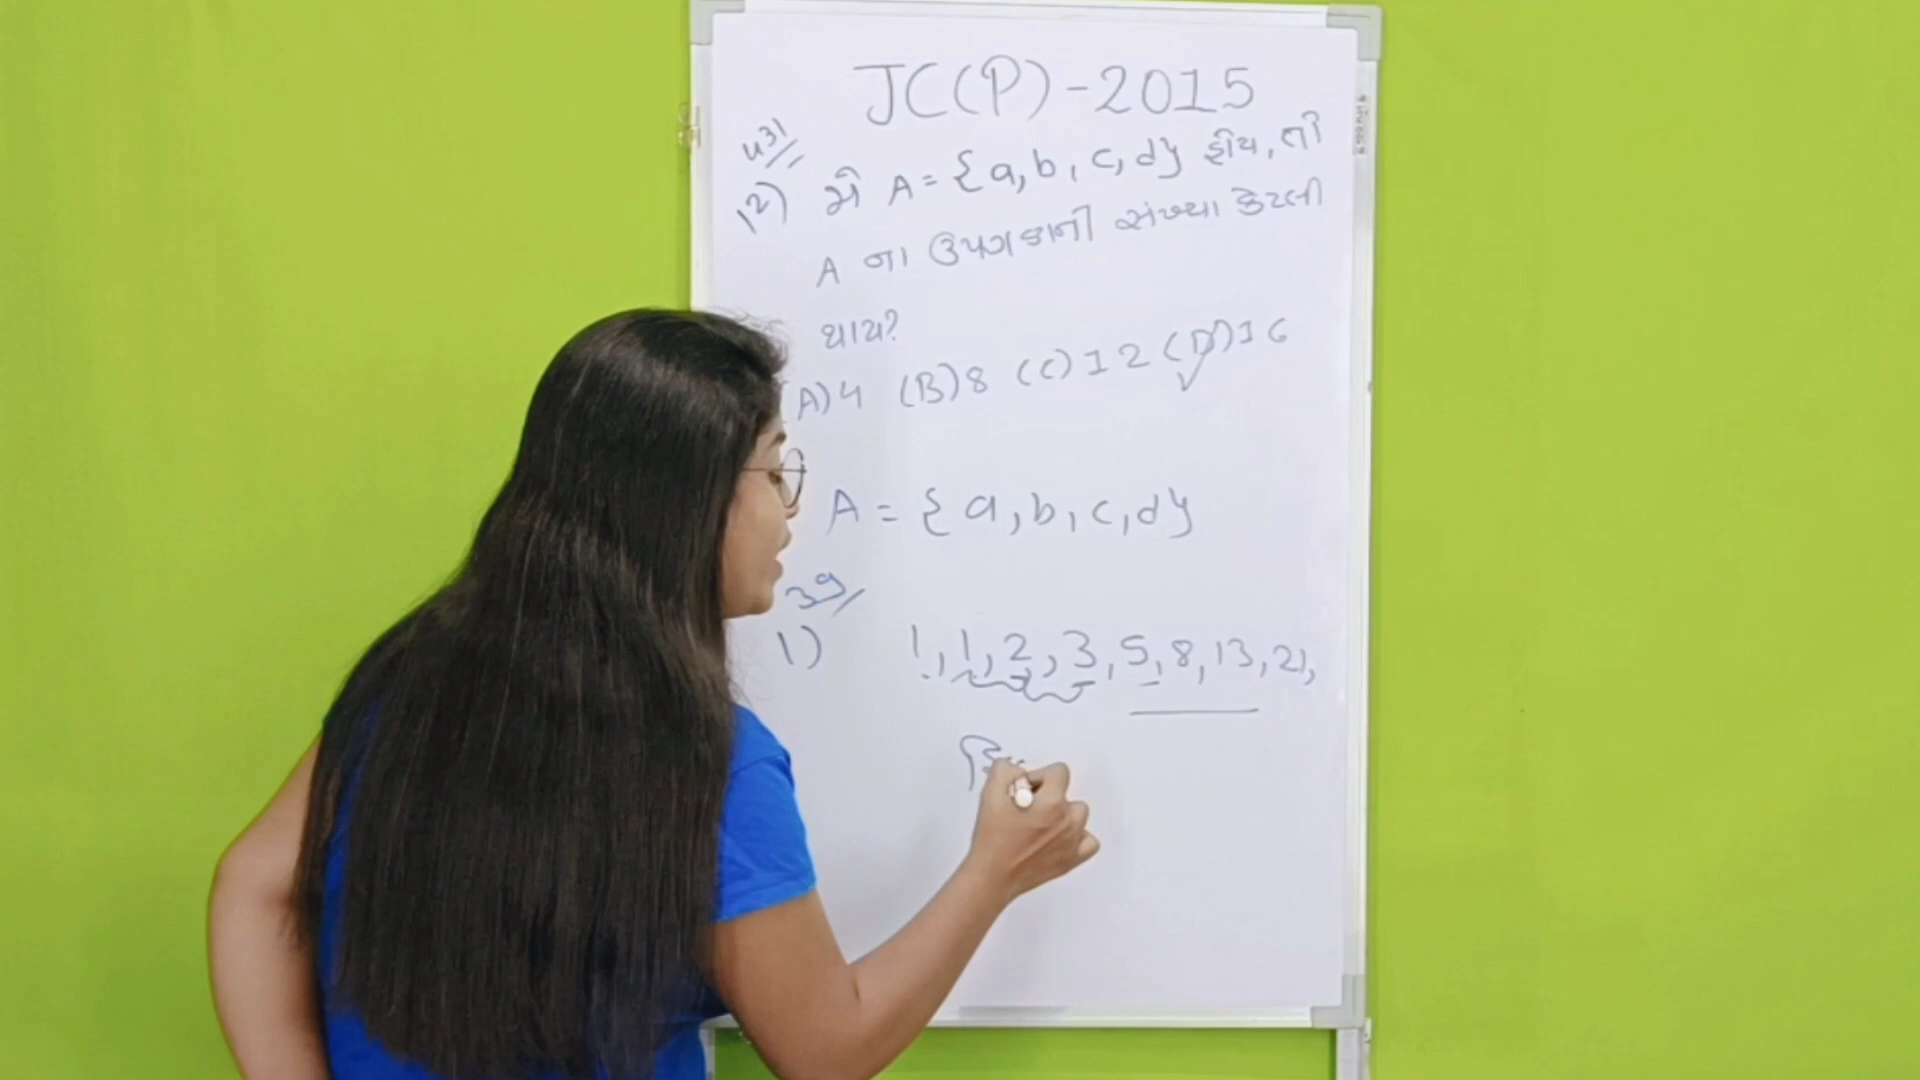 JC(P)-2015
431
12) જો A = {a, b, c, d} હોય, તો
A ના ઉપગણોની સંખ્યા કેટલી
થાય?
(A) 4 (B) 8 (C) 12 (D) 16
A = {a, b, c, d}
39
1) 1, 1, 2, 3, 5, 8, 13, 21,